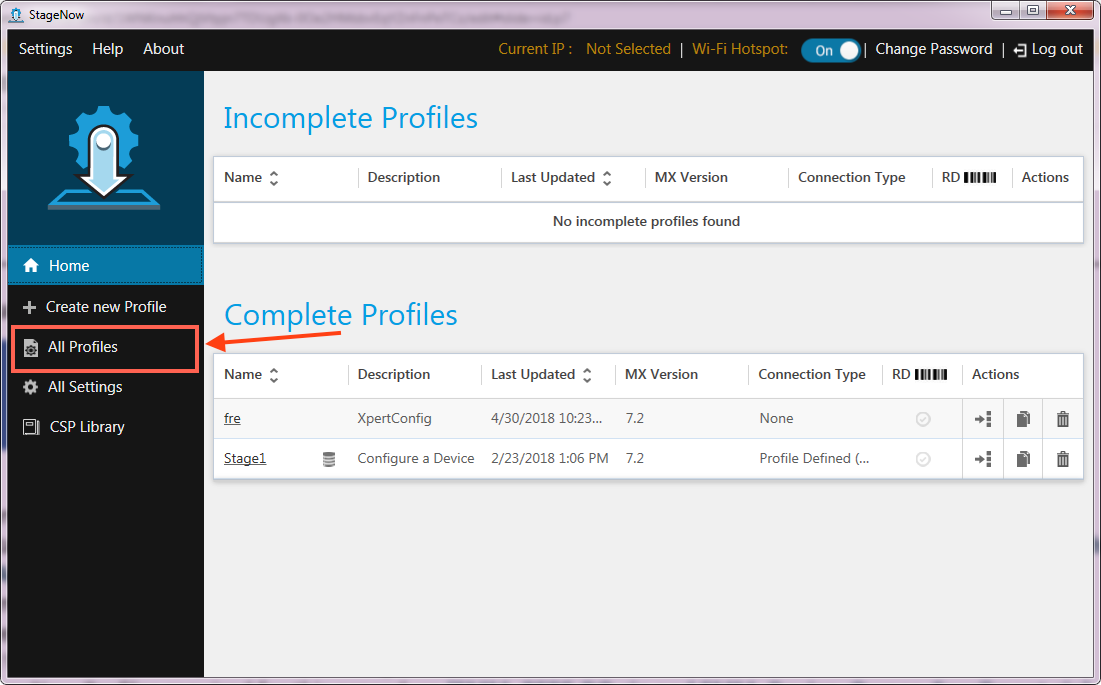 StageNow
Settings Help About Current IP : Not Selected | Wi-Fi Hotspot: On | Change Password | Log out
Incomplete Profiles
Name Description Last Updated MX Version Connection Type RD Actions
No incomplete profiles found
Home
Create new Profile
All Profiles
All Settings
CSP Library
Complete Profiles
Name Description Last Updated MX Version Connection Type RD Actions
fre XpertConfig 4/30/2018 10:23... 7.2 None
Stage1 Configure a Device 2/23/2018 1:06 PM 7.2 Profile Defined (...